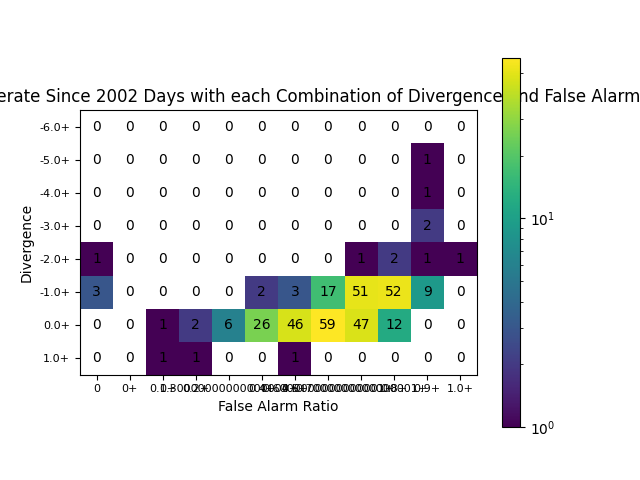 erate Since 2002 Days with each Combination of Divergence and False Alarm
-6.0+ 0 0 0 0 0 0 0 0 0 0 0 0
-5.0+ 0 0 0 0 0 0 0 0 0 0 1 0
-4.0+ 0 0 0 0 0 0 0 0 0 0 1 0
-3.0+ 0 0 0 0 0 0 0 0 0 0 2 0
-2.0+ 1 0 0 0 0 0 0 0 1 2 1 1
-1.0+ 3 0 0 0 0 2 3 17 51 52 9 0
0.0+ 0 0 1 2 6 26 46 59 47 12 0 0
1.0+ 0 0 1 1 0 0 1 0 0 0 0 0
Divergence
0 0+ 0.1+ 0.2+ 0.9+ 1.0+
False Alarm Ratio
10¹
10⁰